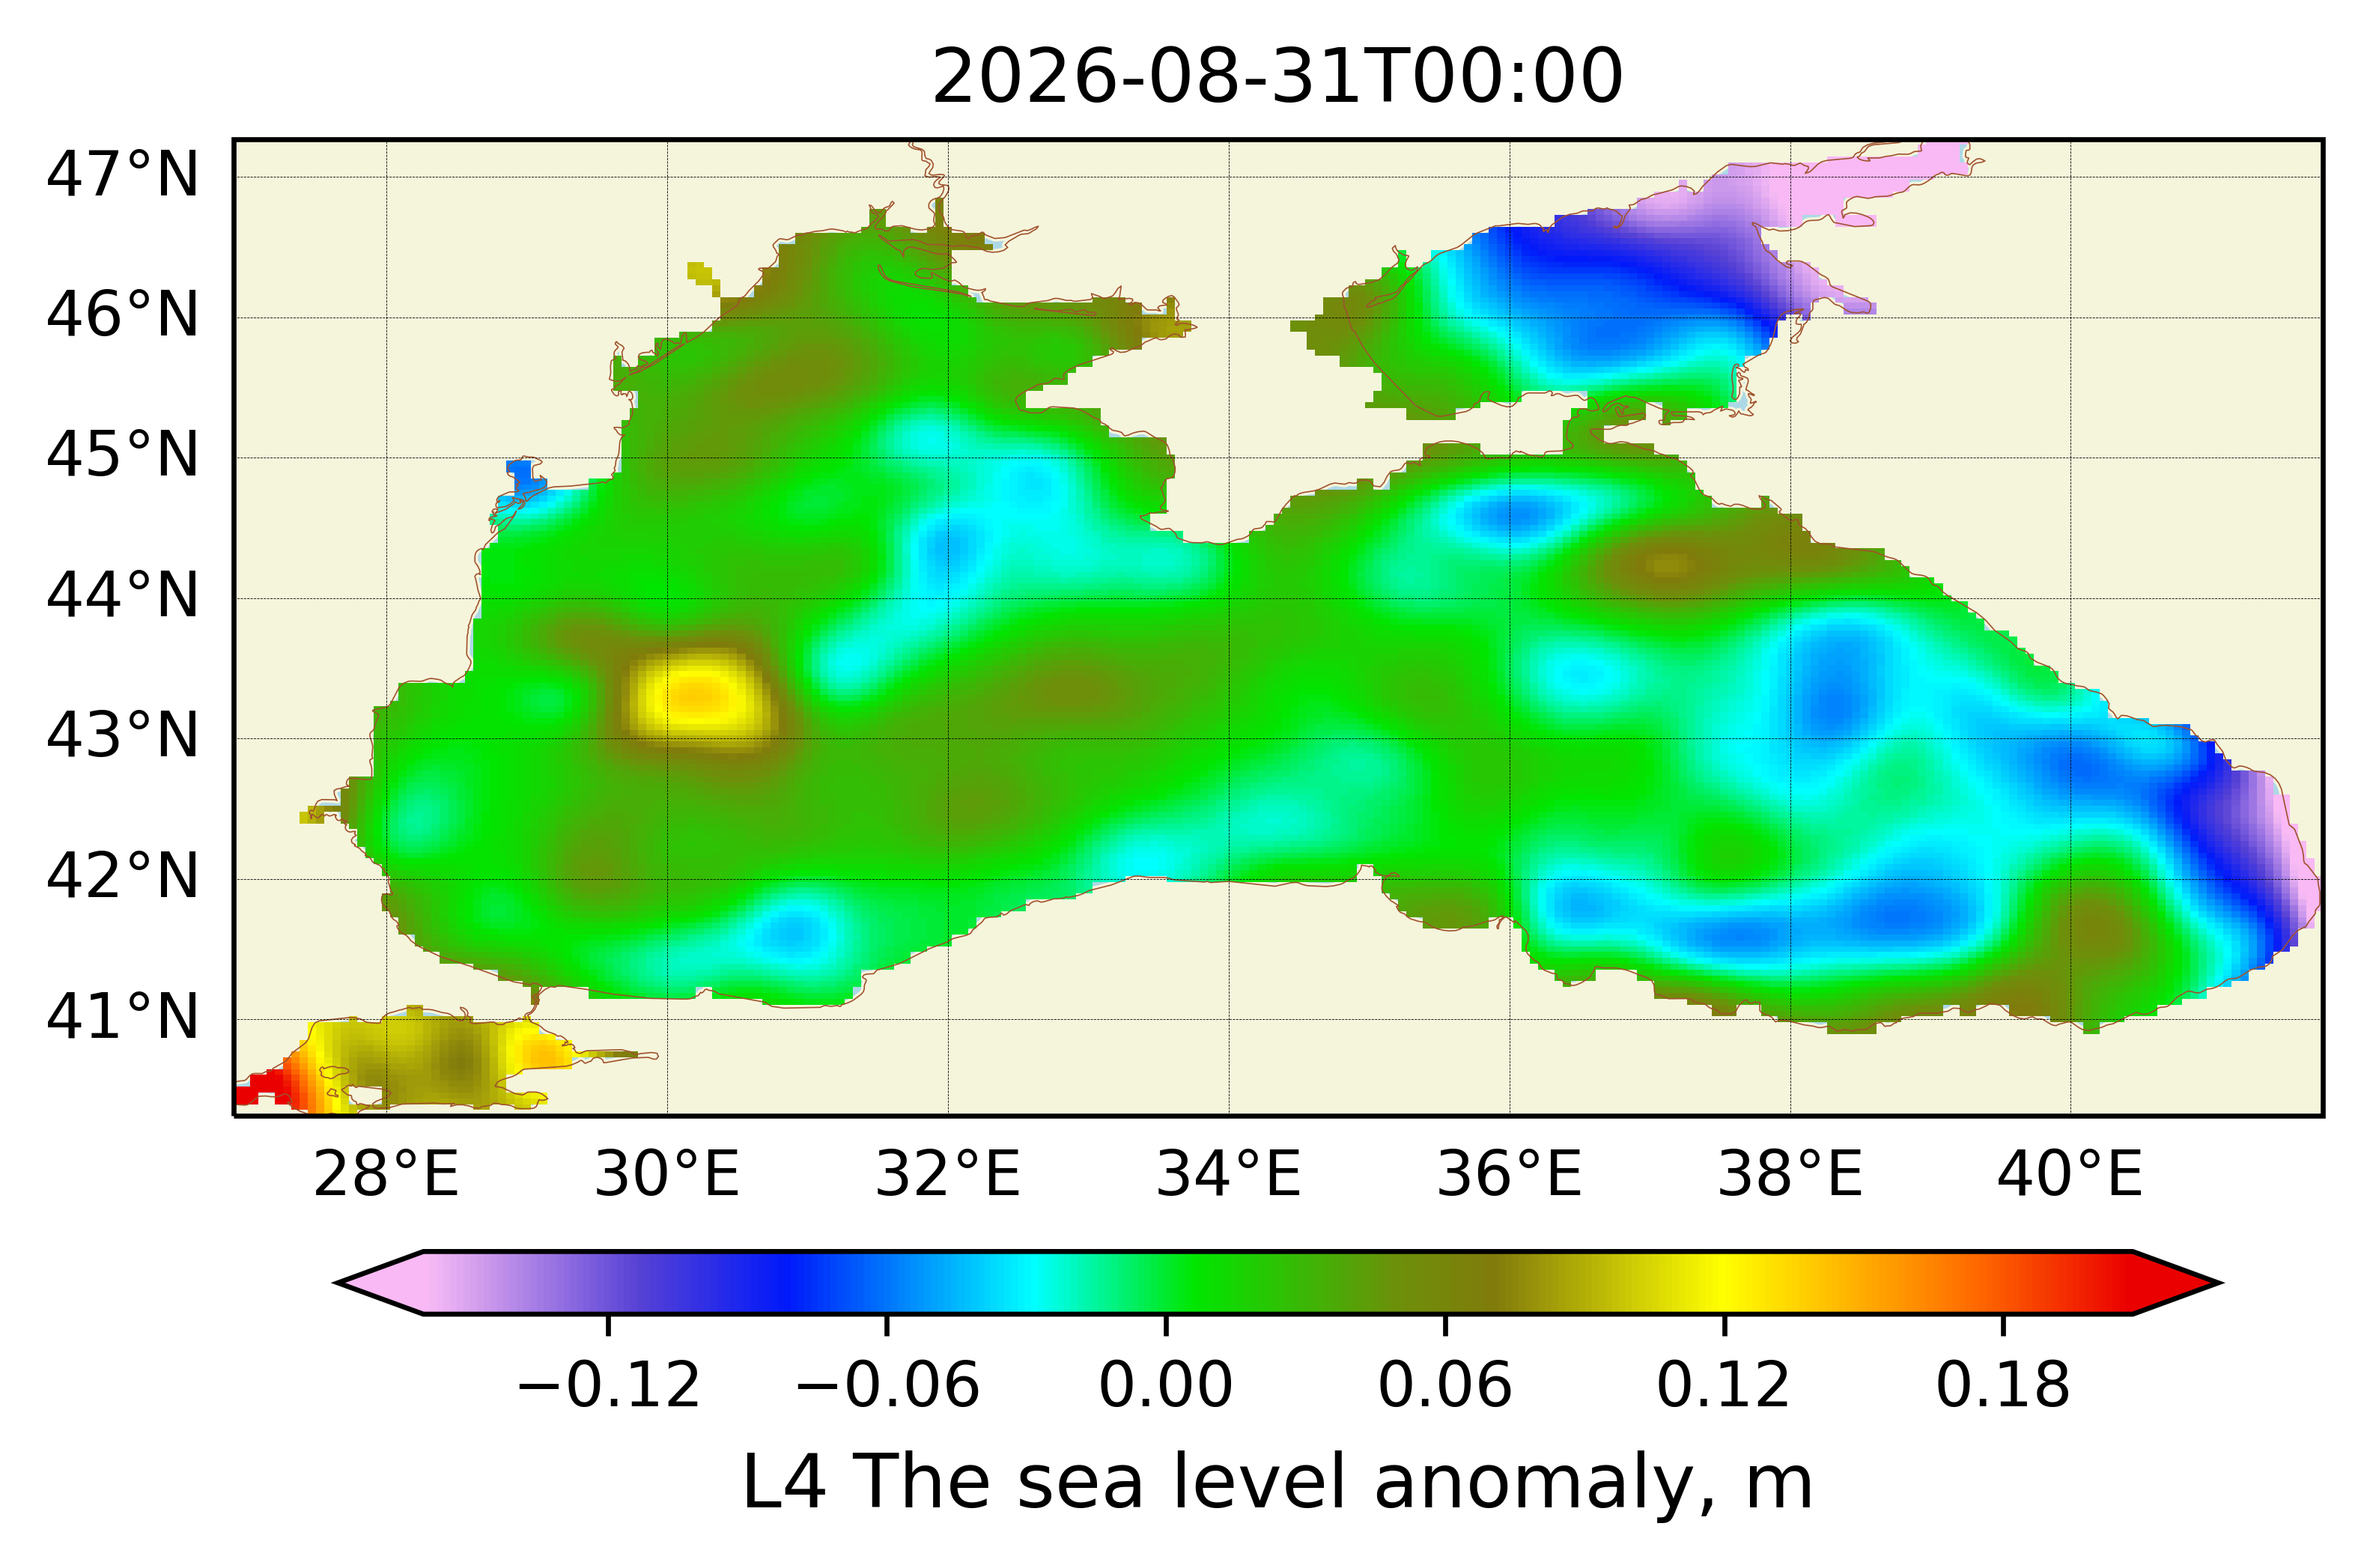 2026-08-31T00:00
47°N
46°N
45°N
44°N
43°N
42°N
41°N
28°E 30°E 32°E 34°E 36°E 38°E 40°E
−0.12 −0.06 0.00 0.06 0.12 0.18
L4 The sea level anomaly, m